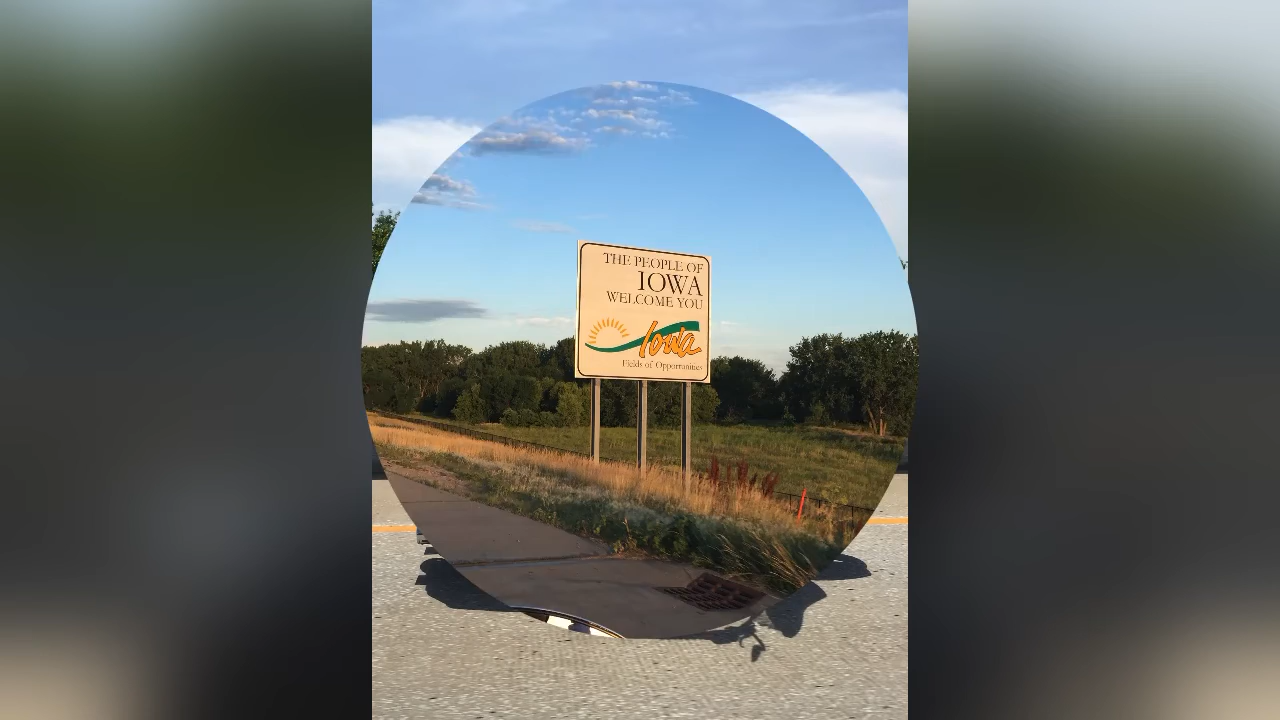 THE PEOPLE OF
IOWA
WELCOME YOU
Iowa
Fields of Opportunities